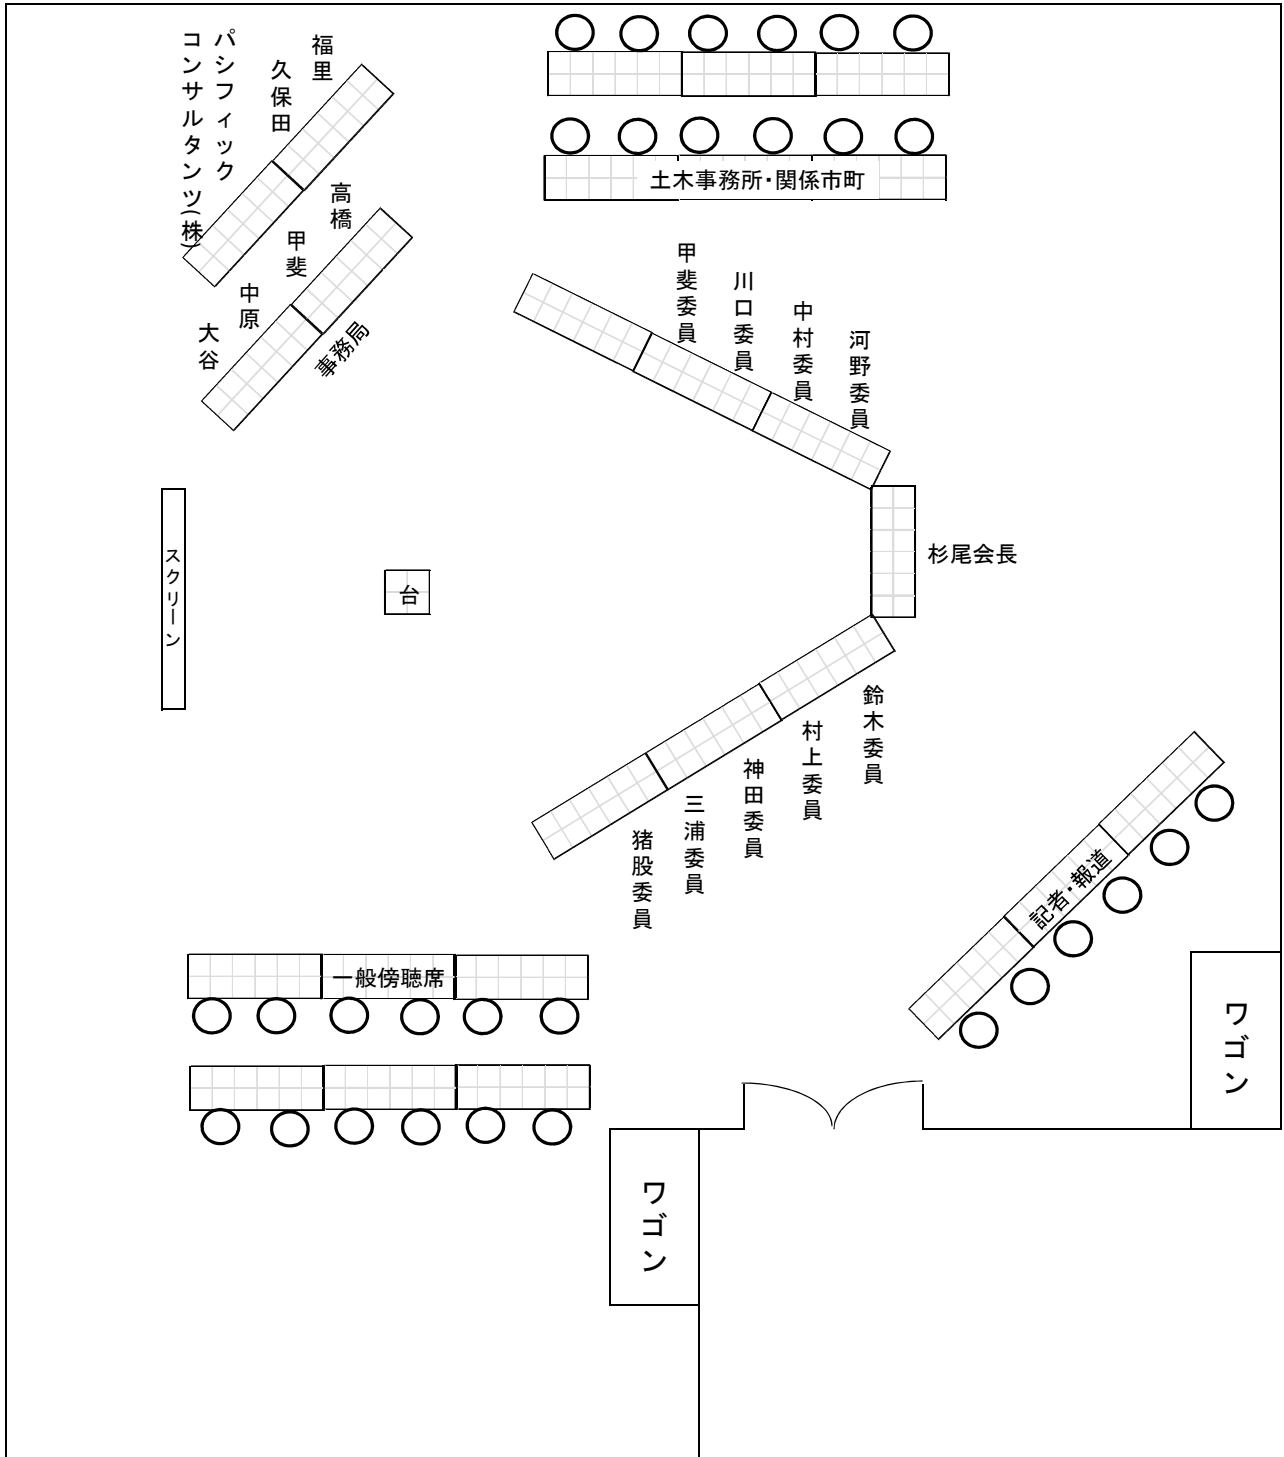 パシフィック
コンサルタンツ(株)
福里
久保田
高橋
甲斐
中原
大谷
事務局
土木事務所・関係市町
甲斐委員
川口委員
中村委員
河野委員
杉尾会長
スクリーン
台
鈴木委員
村上委員
神田委員
三浦委員
猪股委員
記者・報道
一般傍聴席
ワゴン
ワゴン